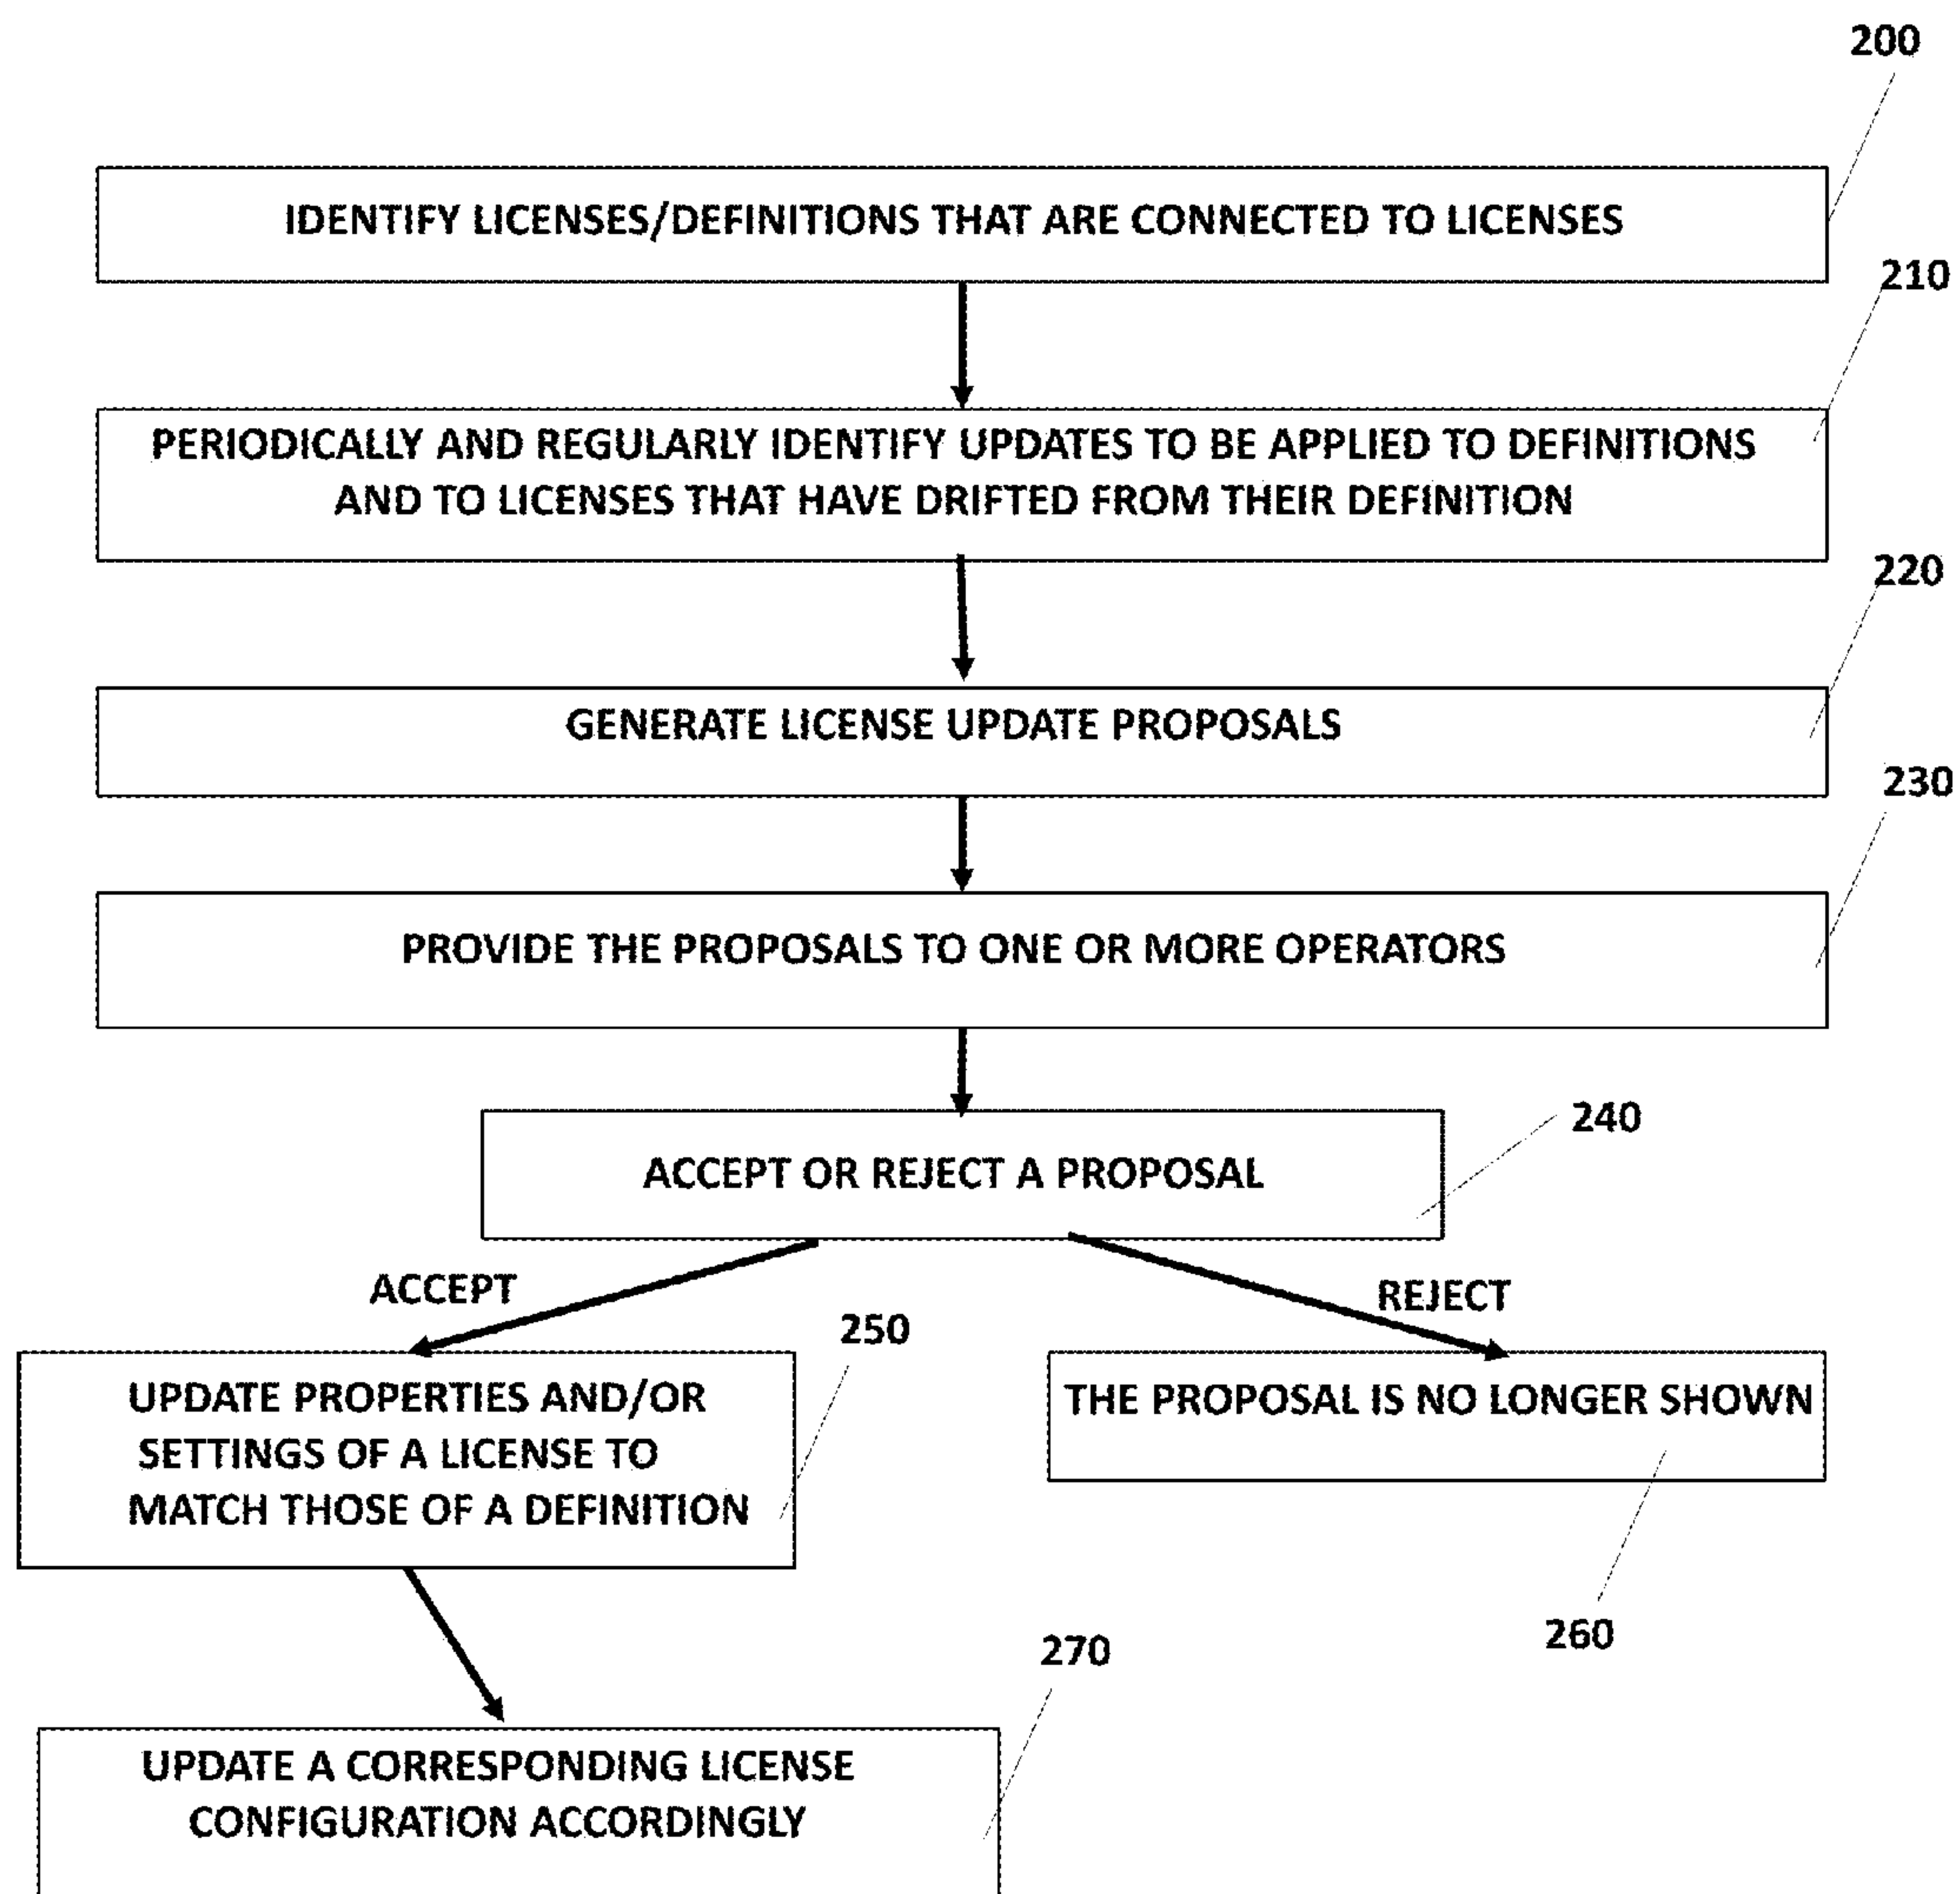 200
IDENTIFY LICENSES/DEFINITIONS THAT ARE CONNECTED TO LICENSES
210
PERIODICALLY AND REGULARLY IDENTIFY UPDATES TO BE APPLIED TO DEFINITIONS
AND TO LICENSES THAT HAVE DRIFTED FROM THEIR DEFINITION
220
GENERATE LICENSE UPDATE PROPOSALS
230
PROVIDE THE PROPOSALS TO ONE OR MORE OPERATORS
240
ACCEPT OR REJECT A PROPOSAL
ACCEPT
REJECT
250
UPDATE PROPERTIES AND/OR
SETTINGS OF A LICENSE TO
MATCH THOSE OF A DEFINITION
THE PROPOSAL IS NO LONGER SHOWN
260
270
UPDATE A CORRESPONDING LICENSE
CONFIGURATION ACCORDINGLY